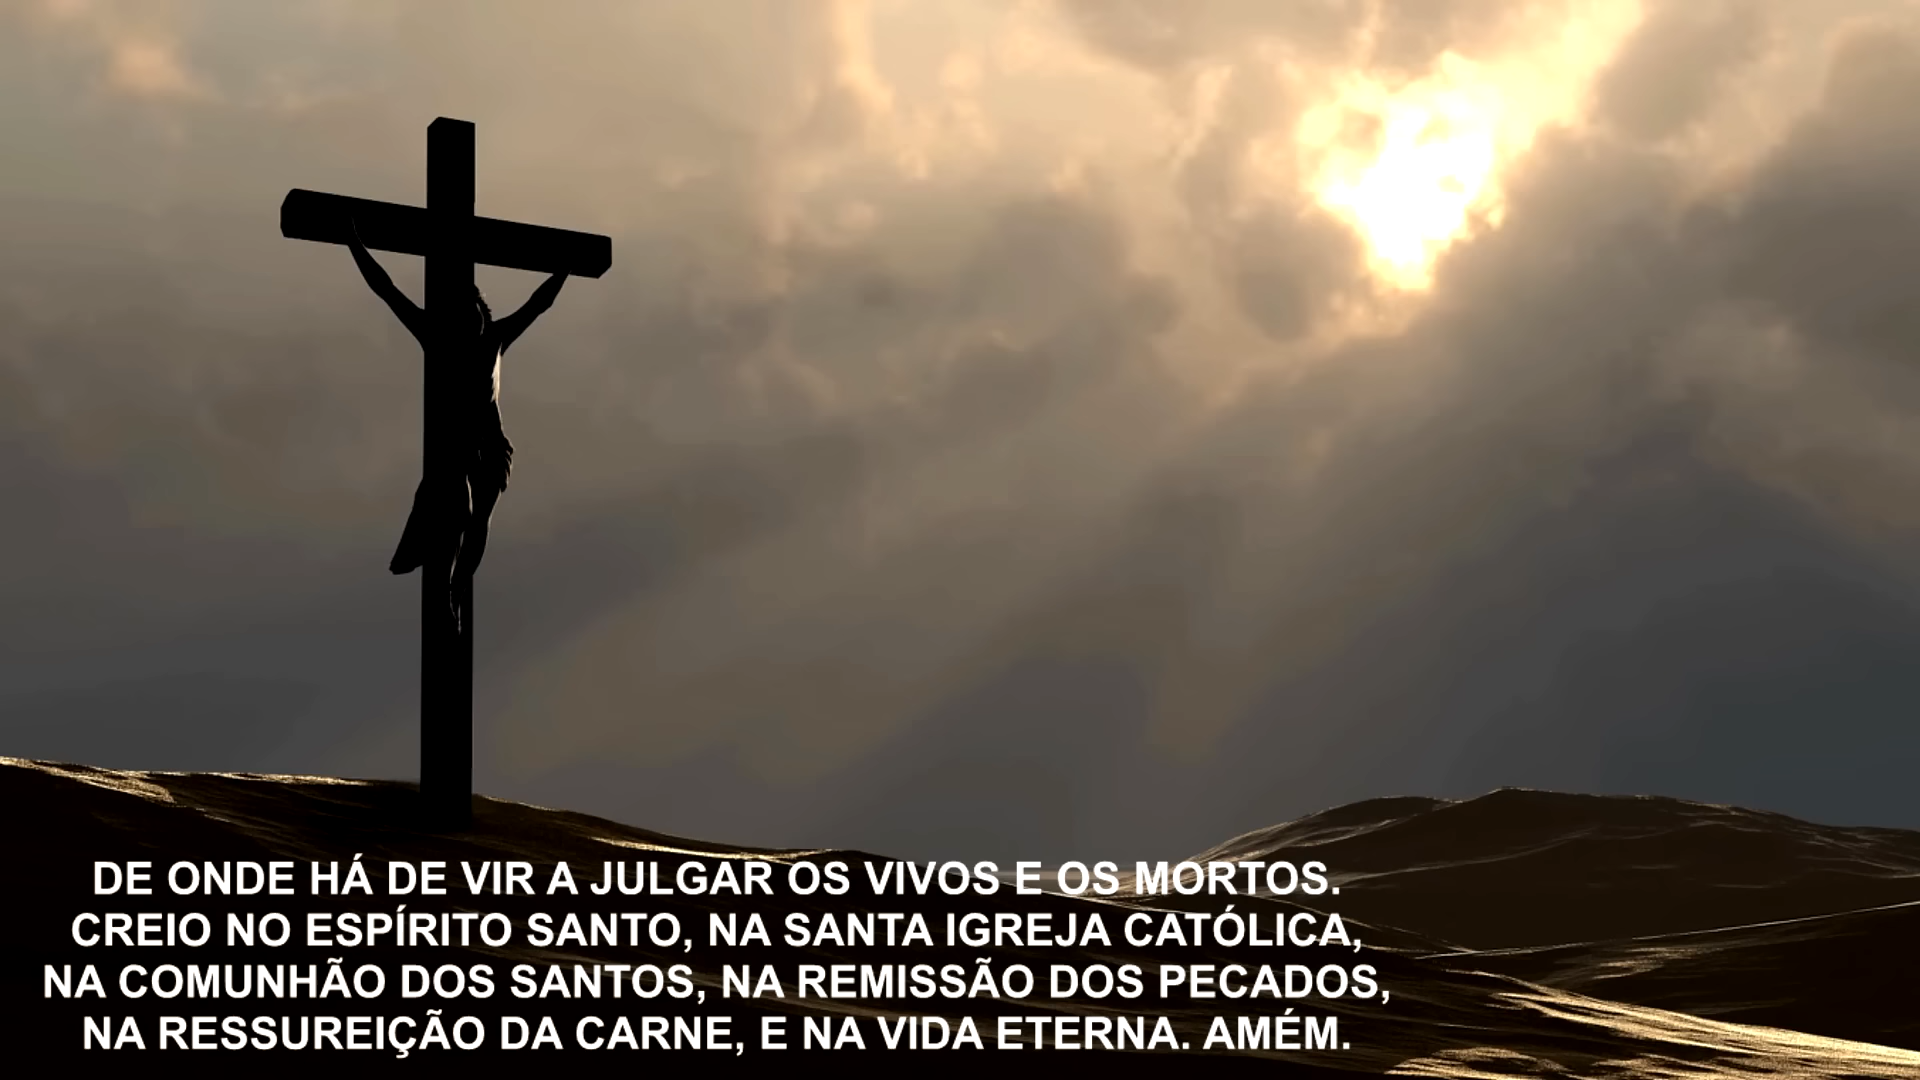 DE ONDE HÁ DE VIR A JULGAR OS VIVOS E OS MORTOS.
CREIO NO ESPÍRITO SANTO, NA SANTA IGREJA CATÓLICA,
NA COMUNHÃO DOS SANTOS, NA REMISSÃO DOS PECADOS,
NA RESSUREIÇÃO DA CARNE, E NA VIDA ETERNA. AMÉM.